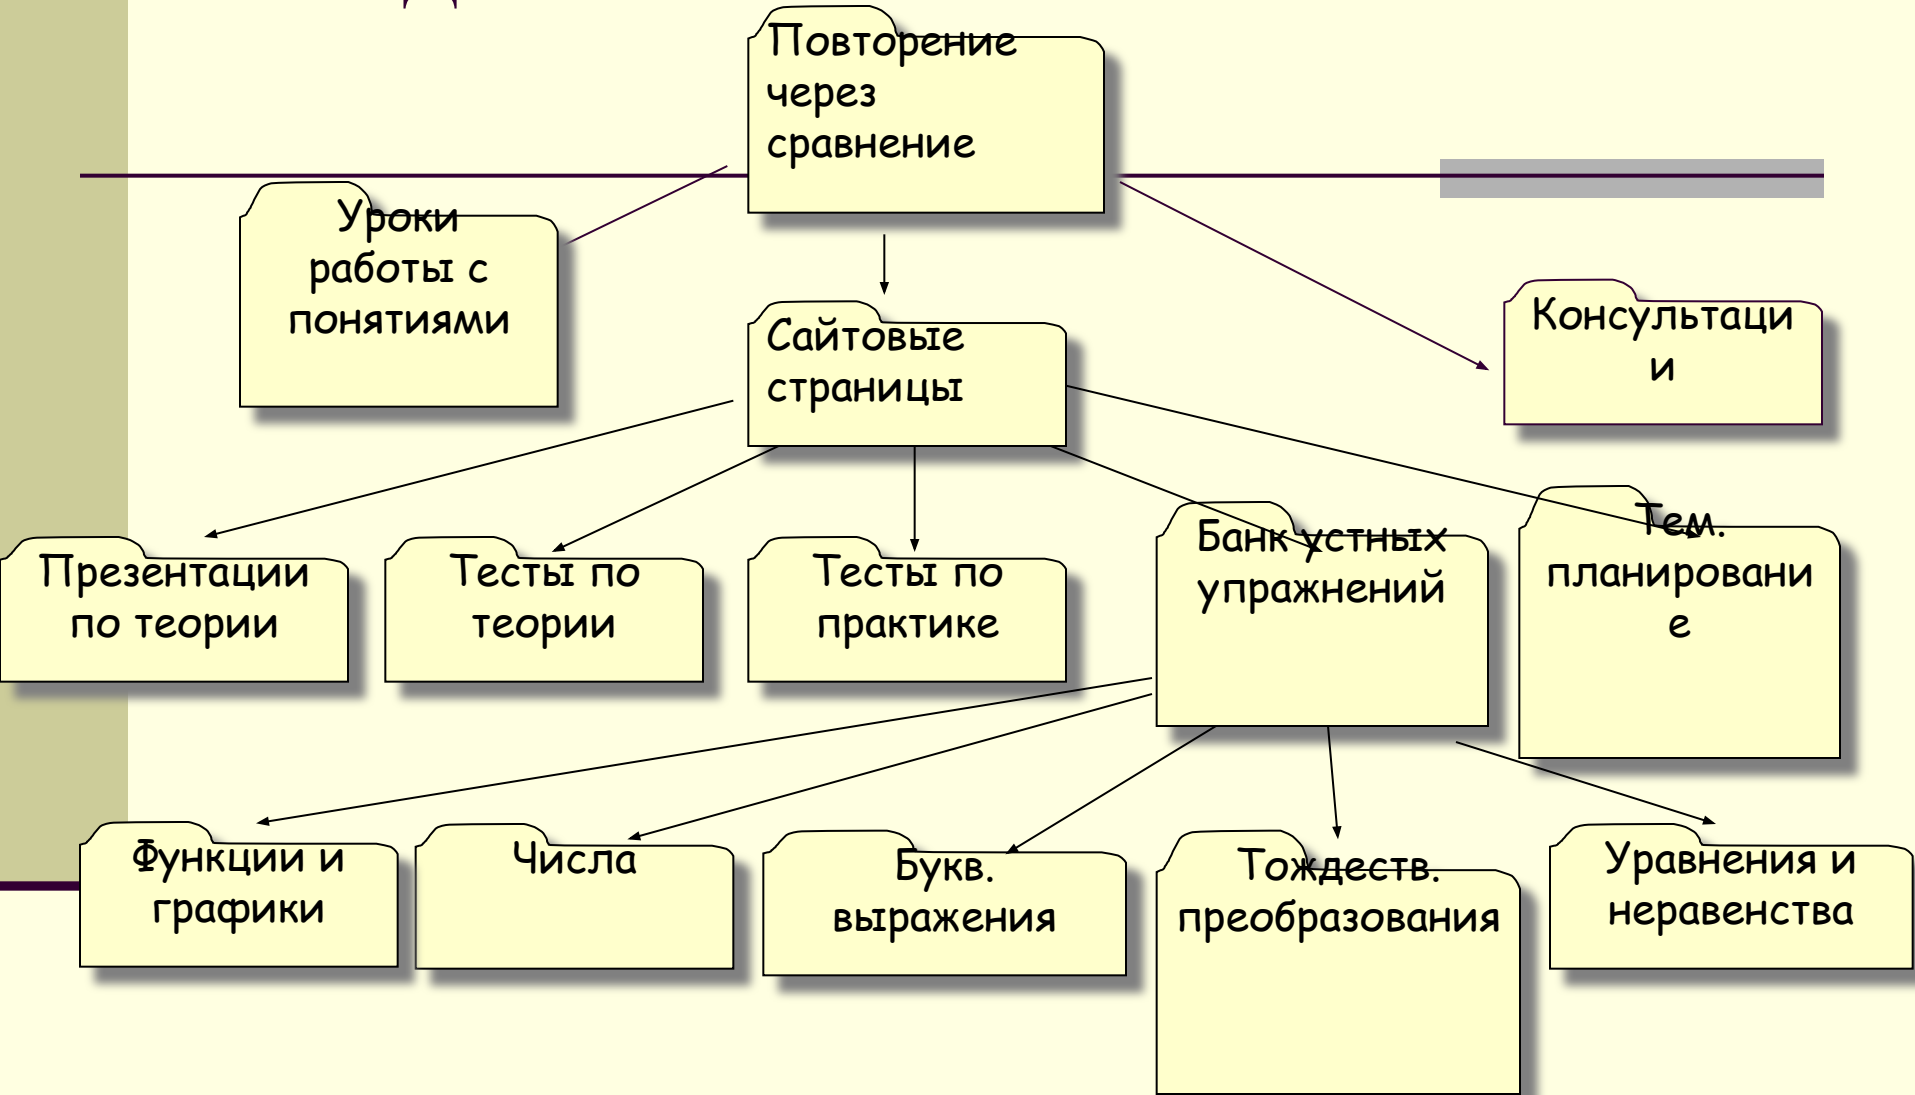 Повторение
через
сравнение
Уроки
работы с
понятиями
Консультаци
и
Сайтовые
страницы
Презентации
по теории
Тесты по
теории
Тесты по
практике
Банк устных
упражнений
Тем.
планировани
е
Функции и
графики
Числа
Букв.
выражения
Тождеств.
преобразования
Уравнения и
неравенства